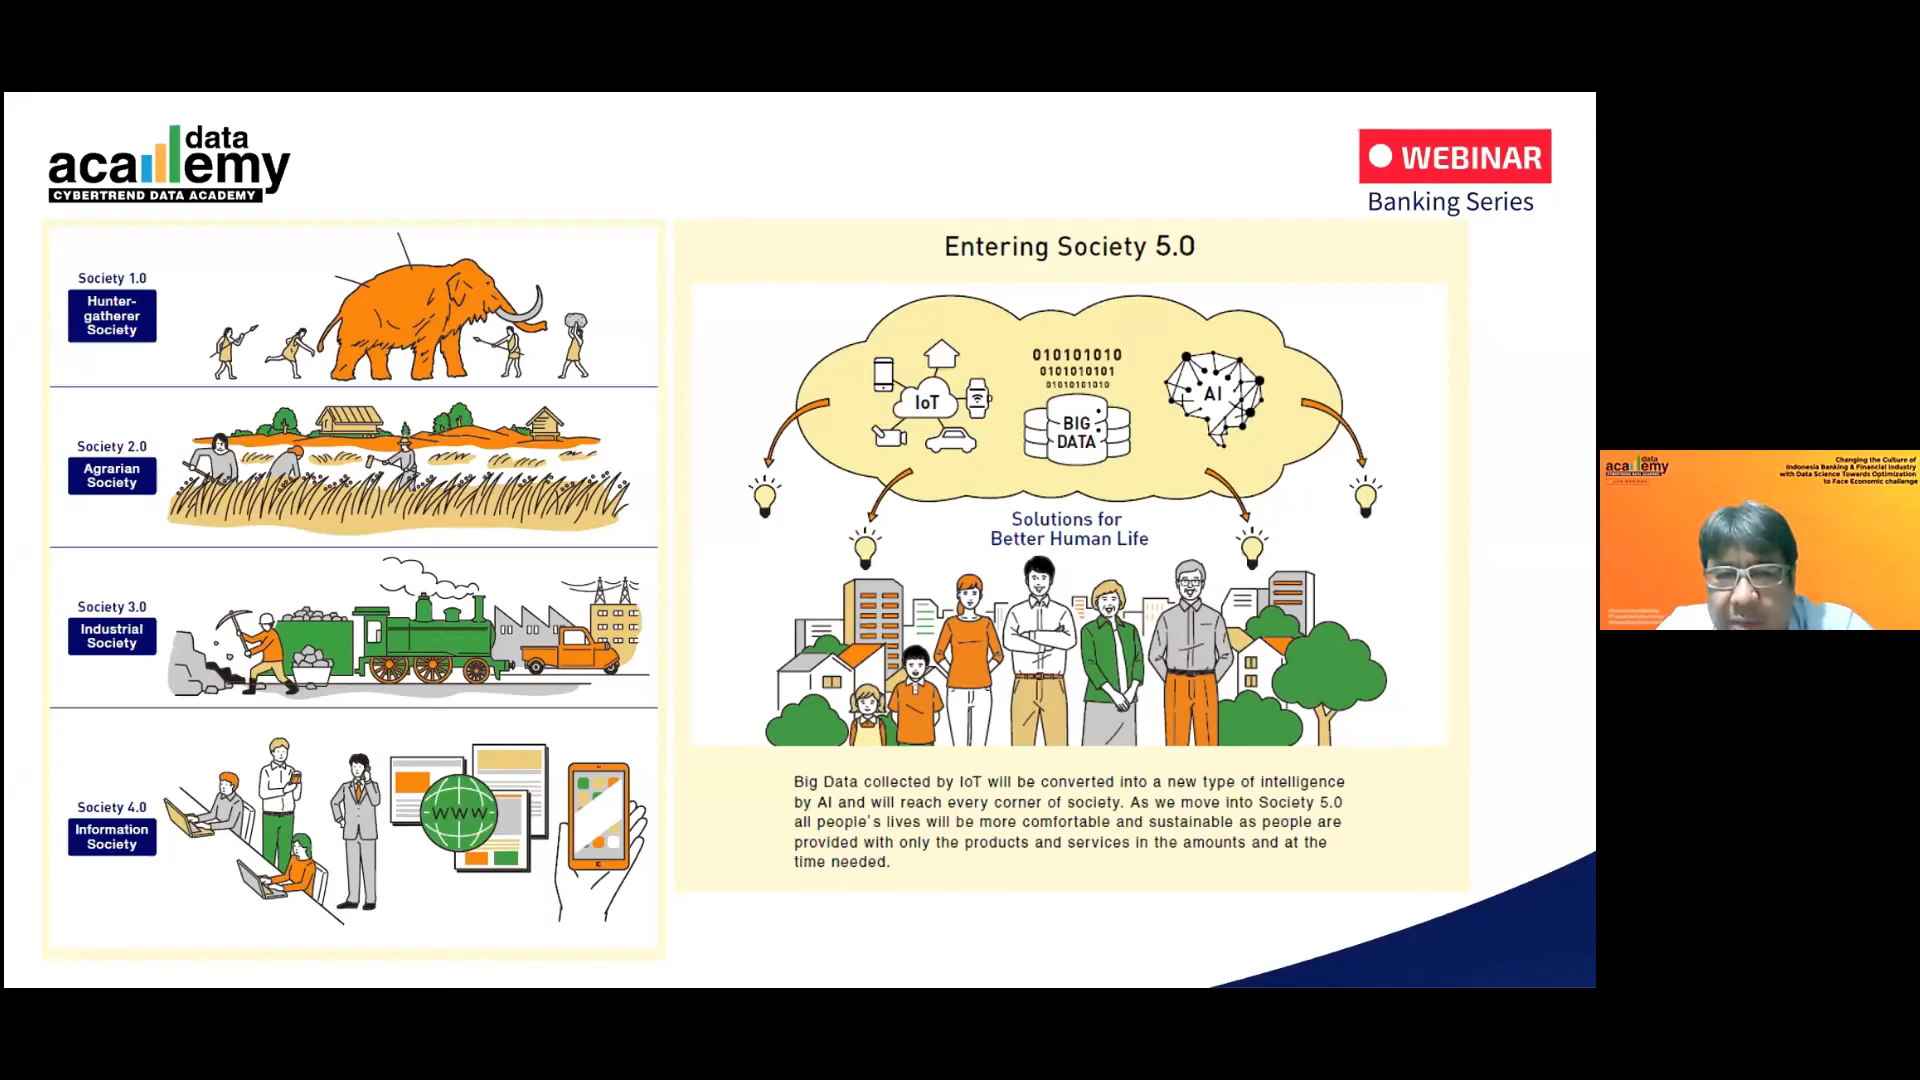 data
academy
CYBERTREND DATA ACADEMY
WEBINAR
Banking Series
Society 1.0
Hunter-
gatherer
Society
Society 2.0
Agrarian
Society
Society 3.0
Industrial
Society
Society 4.0
Information
Society
WWW
Entering Society 5.0
IoT
010101010
0101010101
01010101010
BIG
DATA
AI
Solutions for
Better Human Life
Big Data collected by IoT will be converted into a new type of intelligence
by AI and will reach every corner of society. As we move into Society 5.0
all people's lives will be more comfortable and sustainable as people are
provided with only the products and services in the amounts and at the
time needed.
data
academy
CYBERTREND DATA ACADEMY
Changing the Culture of
Indonesia Banking & Financial Industry
with Data Science Towards Optimization
to Face Economic challenge